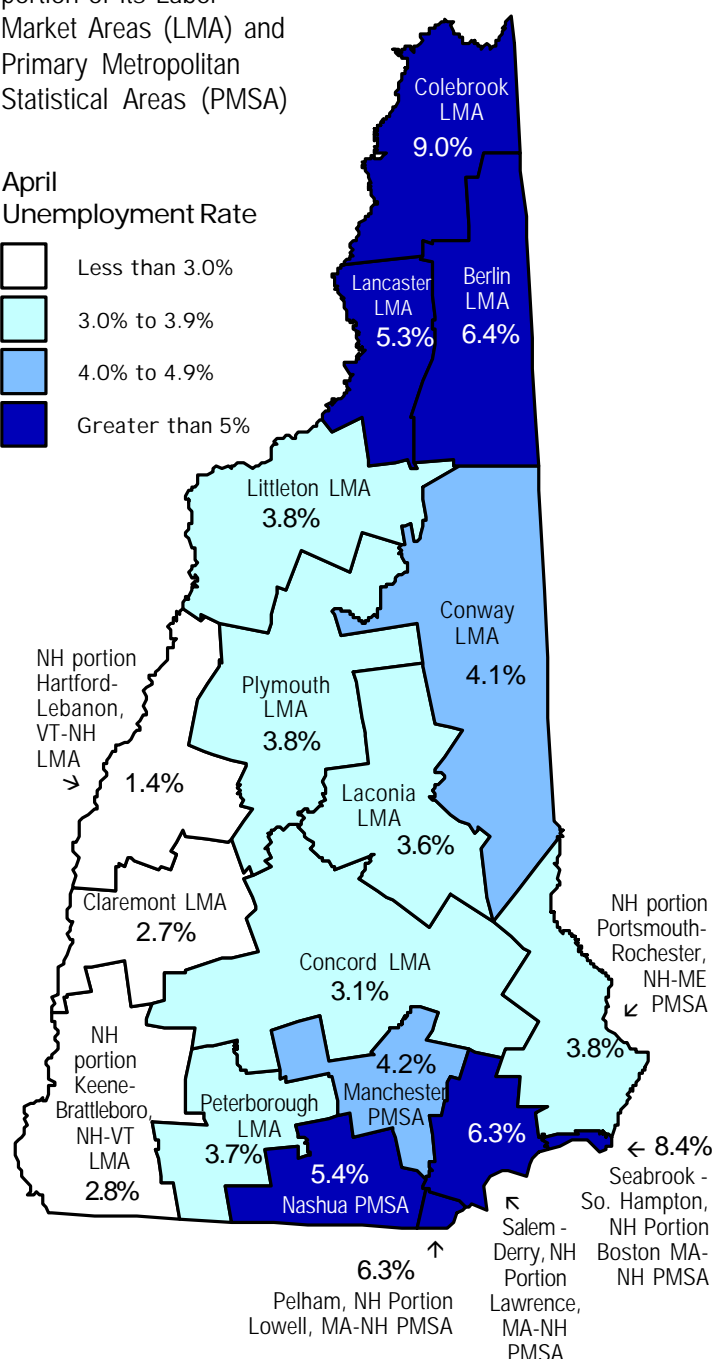 portion of its Labor
Market Areas (LMA) and
Primary Metropolitan
Statistical Areas (PMSA)
April
Unemployment Rate
Less than 3.0%
3.0% to 3.9%
4.0% to 4.9%
Greater than 5%
Colebrook
LMA
9.0%
Lancaster
LMA
5.3%
Berlin
LMA
6.4%
Littleton LMA
3.8%
Conway
LMA
4.1%
NH portion
Hartford-
Lebanon,
VT-NH
LMA
1.4%
Plymouth
LMA
3.8%
Laconia
LMA
3.6%
Claremont LMA
2.7%
Concord LMA
3.1%
NH portion
Portsmouth-
Rochester,
NH-ME
PMSA
3.8%
NH
portion
Keene-
Brattleboro,
NH-VT
LMA
2.8%
Peterborough
LMA
3.7%
4.2%
Manchester
PMSA
5.4%
Nashua PMSA
6.3%
← 8.4%
Seabrook -
So. Hampton,
NH Portion
Boston MA-
NH PMSA
6.3%
Pelham, NH Portion
Lowell, MA-NH PMSA
Salem -
Derry, NH
Portion
Lawrence,
MA-NH
PMSA